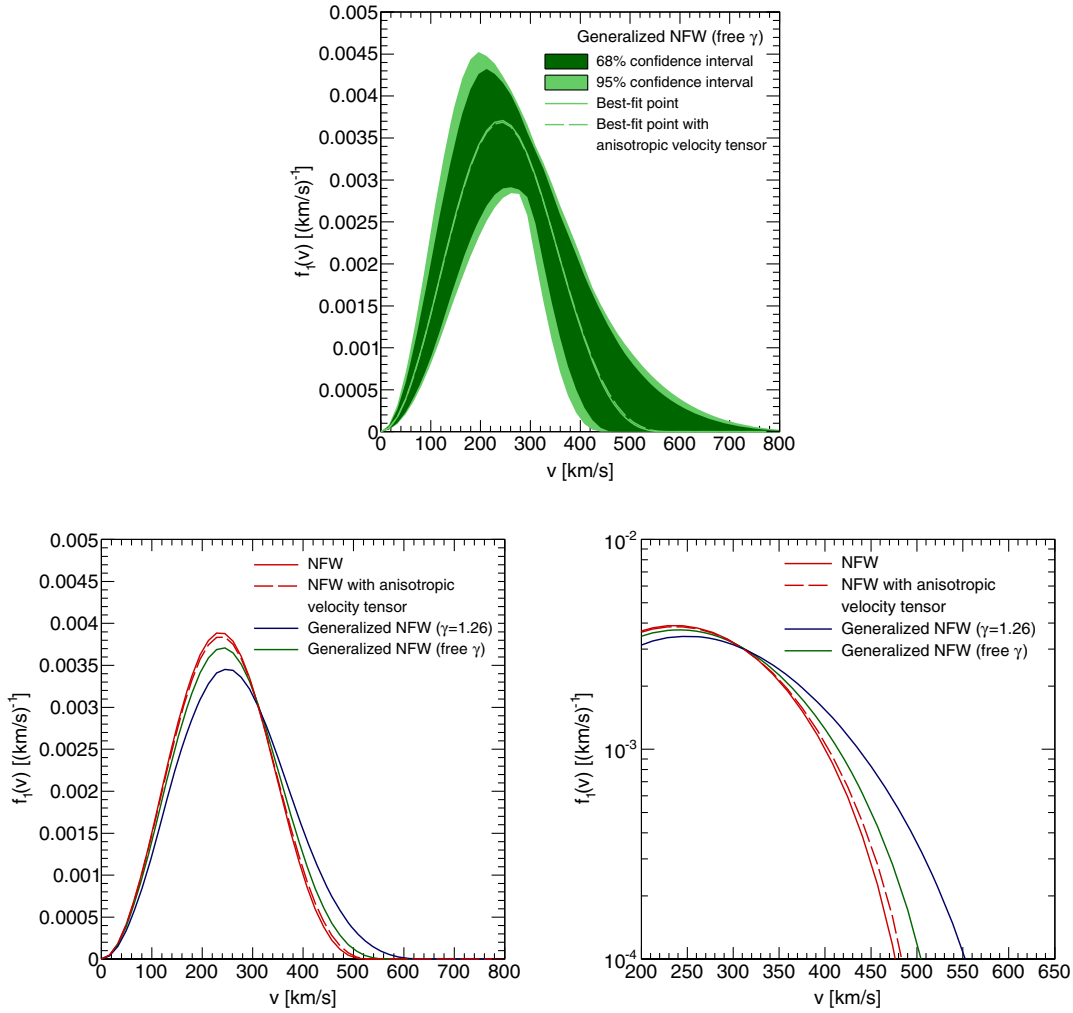 0.005
0.0045
0.004
0.0035
0.003
0.0025
0.002
0.0015
0.001
0.0005
0
f₁(v) [(km/s)⁻¹]
Generalized NFW (free γ)
68% confidence interval
95% confidence interval
Best-fit point
Best-fit point with
anisotropic velocity tensor
0 100 200 300 400 500 600 700 800
v [km/s]
0.005
0.0045
0.004
0.0035
0.003
0.0025
0.002
0.0015
0.001
0.0005
0
f₁(v) [(km/s)⁻¹]
NFW
NFW with anisotropic
velocity tensor
Generalized NFW (γ=1.26)
Generalized NFW (free γ)
0 100 200 300 400 500 600 700 800
v [km/s]
10⁻²
10⁻³
10⁻⁴
f₁(v) [(km/s)⁻¹]
NFW
NFW with anisotropic
velocity tensor
Generalized NFW (γ=1.26)
Generalized NFW (free γ)
200 250 300 350 400 450 500 550 600 650
v [km/s]